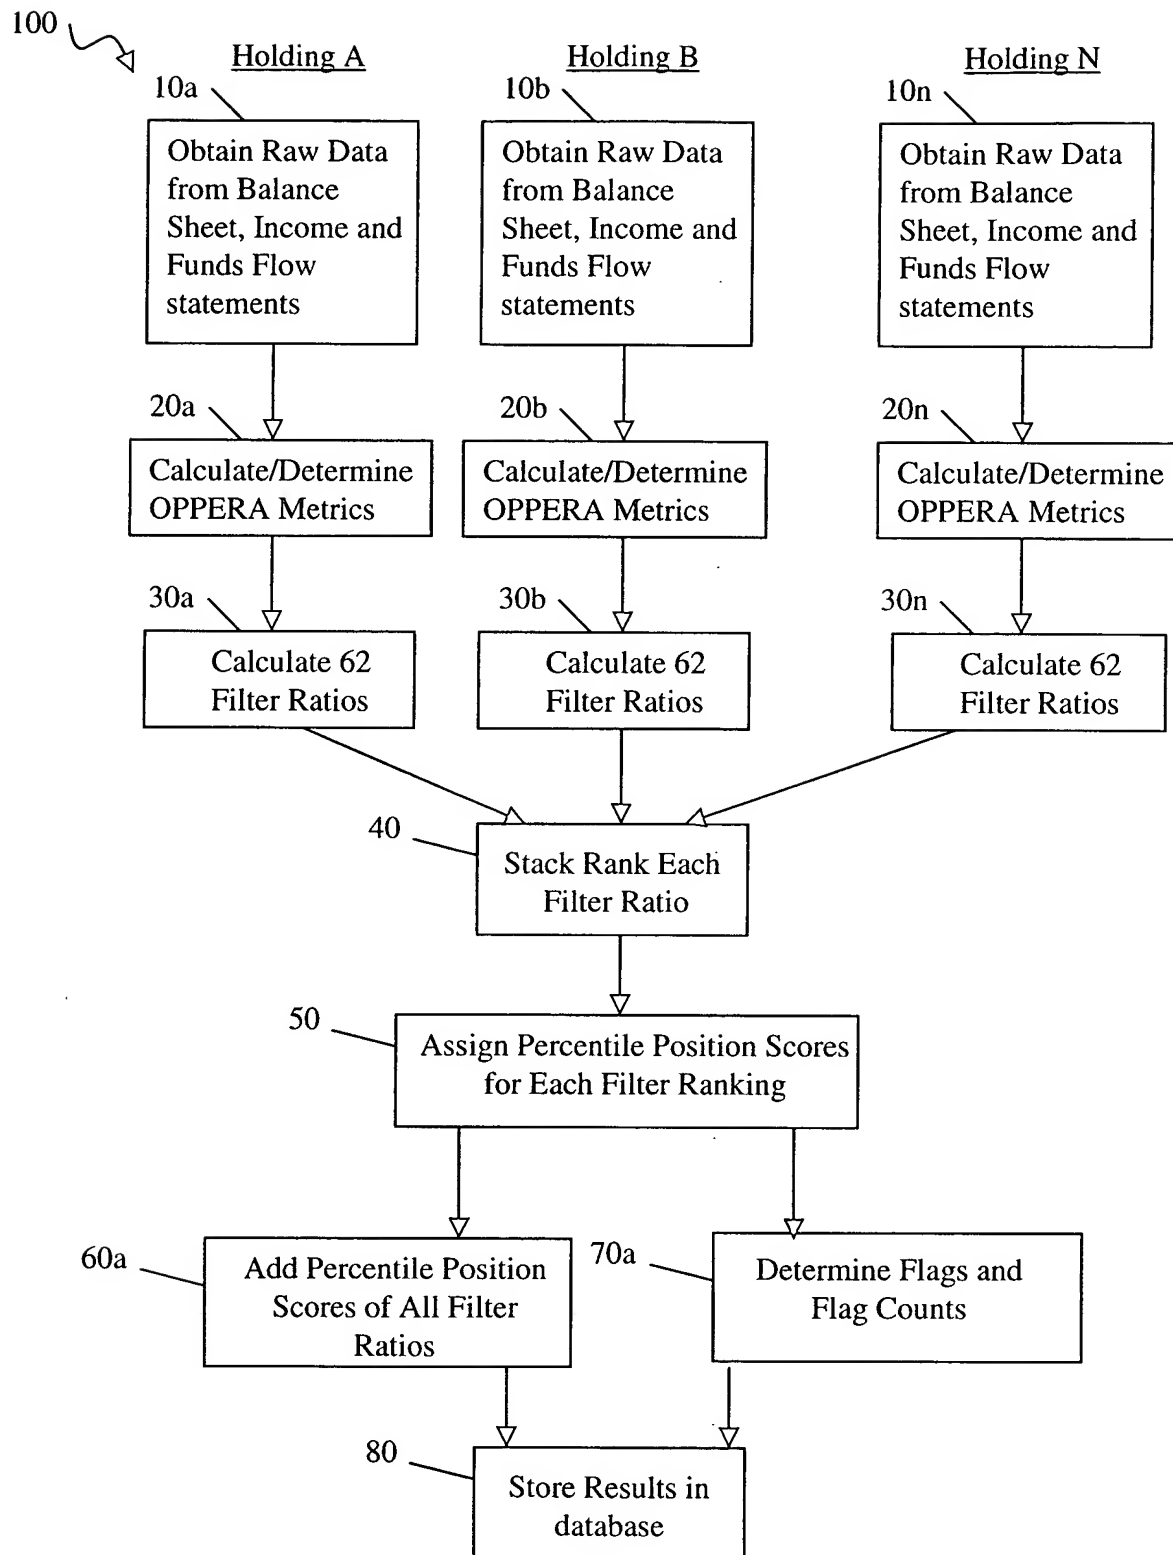 100
Holding A
Holding B
Holding N
10a
10b
10n
Obtain Raw Data
from Balance
Sheet, Income and
Funds Flow
statements
Obtain Raw Data
from Balance
Sheet, Income and
Funds Flow
statements
Obtain Raw Data
from Balance
Sheet, Income and
Funds Flow
statements
20a
20b
20n
Calculate/Determine
OPPERA Metrics
Calculate/Determine
OPPERA Metrics
Calculate/Determine
OPPERA Metrics
30a
30b
30n
Calculate 62
Filter Ratios
Calculate 62
Filter Ratios
Calculate 62
Filter Ratios
40
Stack Rank Each
Filter Ratio
50
Assign Percentile Position Scores
for Each Filter Ranking
60a
Add Percentile Position
Scores of All Filter
Ratios
70a
Determine Flags and
Flag Counts
80
Store Results in
database